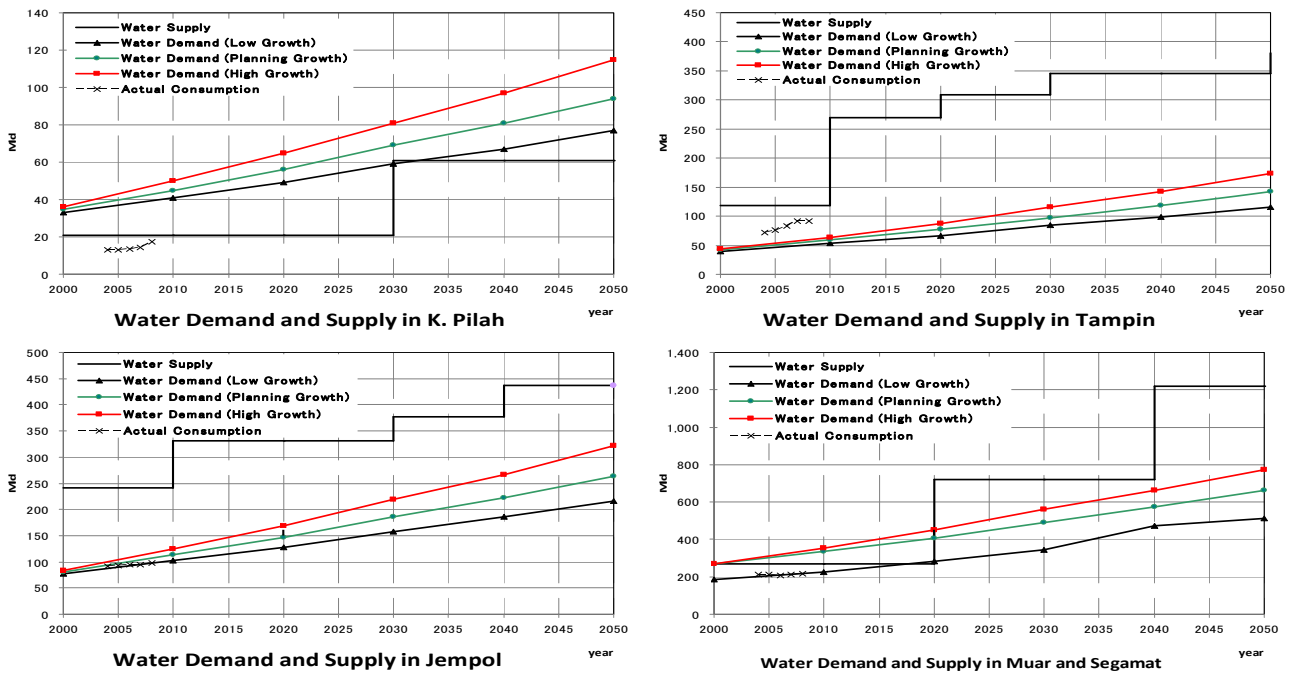 140
120
100
80
60
40
20
0
Md
Water Supply
Water Demand (Low Growth)
Water Demand (Planning Growth)
Water Demand (High Growth)
Actual Consumption
2000 2005 2010 2015 2020 2025 2030 2035 2040 2045 2050
year
Water Demand and Supply in K. Pilah
450
400
350
300
250
200
150
100
50
0
Md
Water Supply
Water Demand (Low Growth)
Water Demand (Planning Growth)
Water Demand (High Growth)
Actual Consumption
2000 2005 2010 2015 2020 2025 2030 2035 2040 2045 2050
year
Water Demand and Supply in Tampin
500
450
400
350
300
250
200
150
100
50
0
Md
Water Supply
Water Demand (Low Growth)
Water Demand (Planning Growth)
Water Demand (High Growth)
Actual Consumption
2000 2005 2010 2015 2020 2025 2030 2035 2040 2045 2050
year
Water Demand and Supply in Jempol
1,400
1,200
1,000
800
600
400
200
0
Md
Water Supply
Water Demand (Low Growth)
Water Demand (Planning Growth)
Water Demand (High Growth)
Actual Consumption
2000 2005 2010 2015 2020 2025 2030 2035 2040 2045 2050
year
Water Demand and Supply in Muar and Segamat